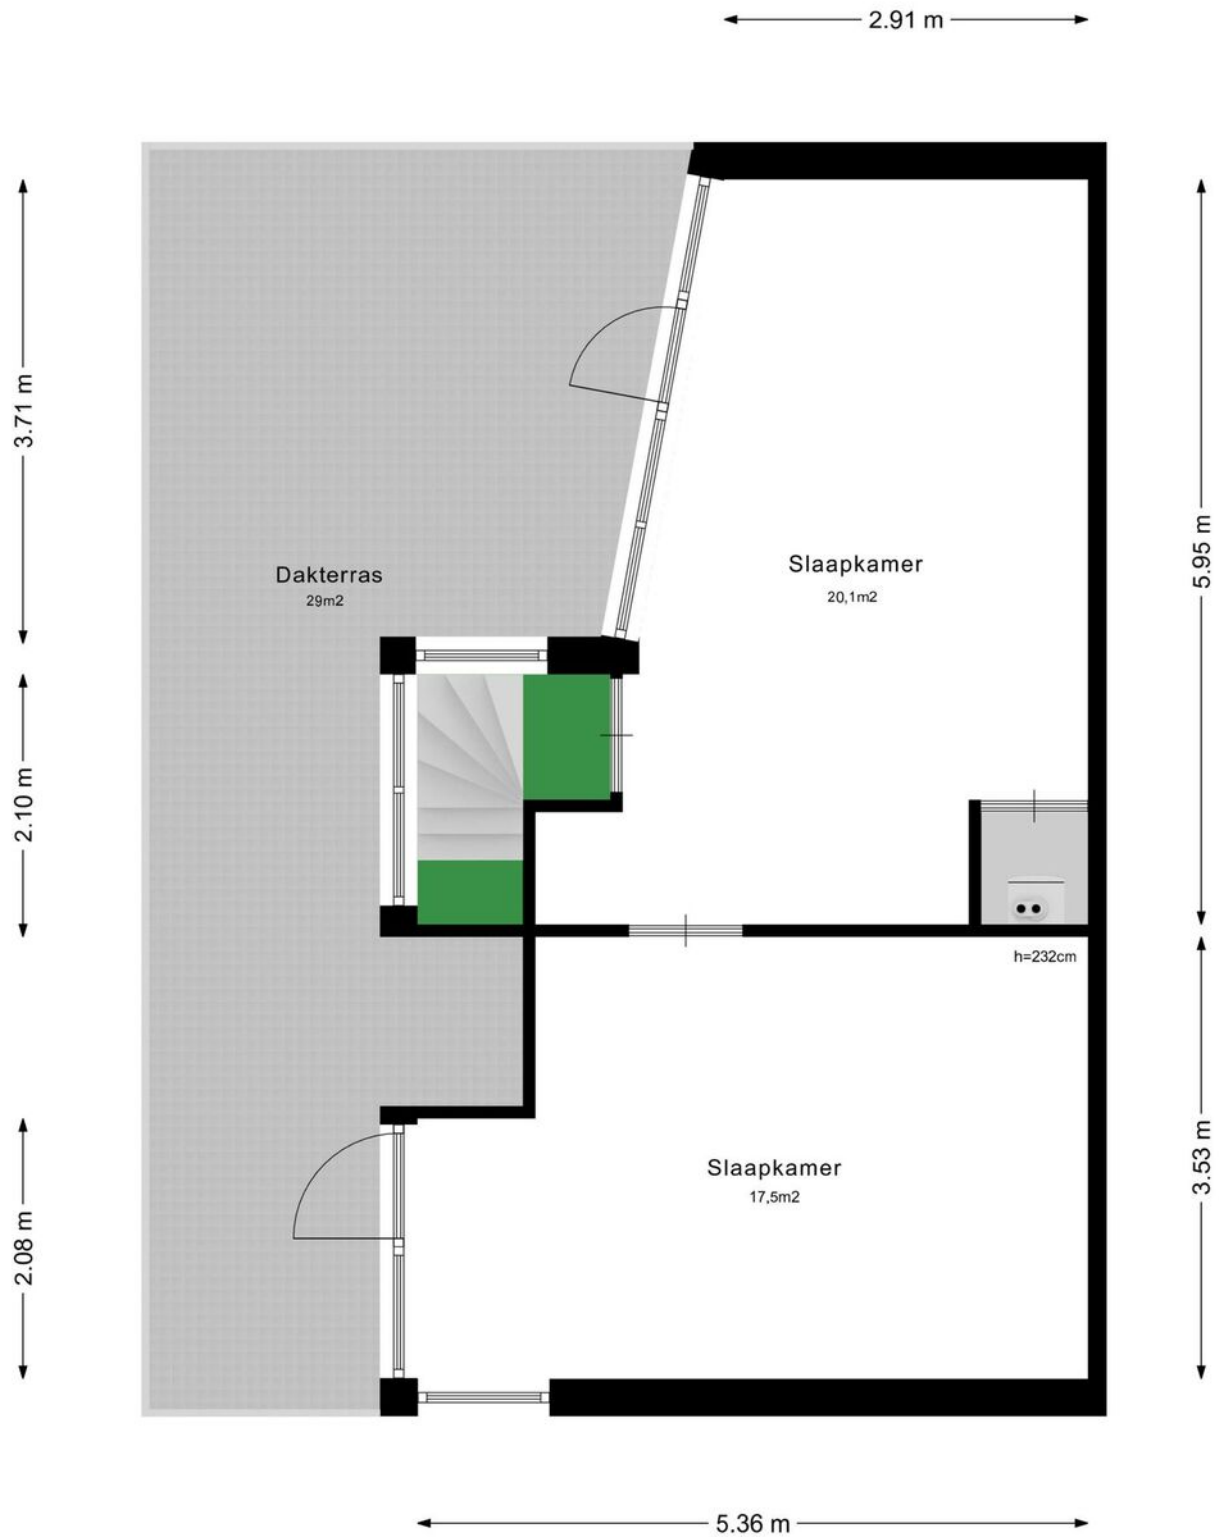 2.91 m
3.71 m
5.95 m
Slaapkamer
20,1m2
Dakterras
29m2
2.10 m
h=232cm
3.53 m
Slaapkamer
17,5m2
2.08 m
5.36 m